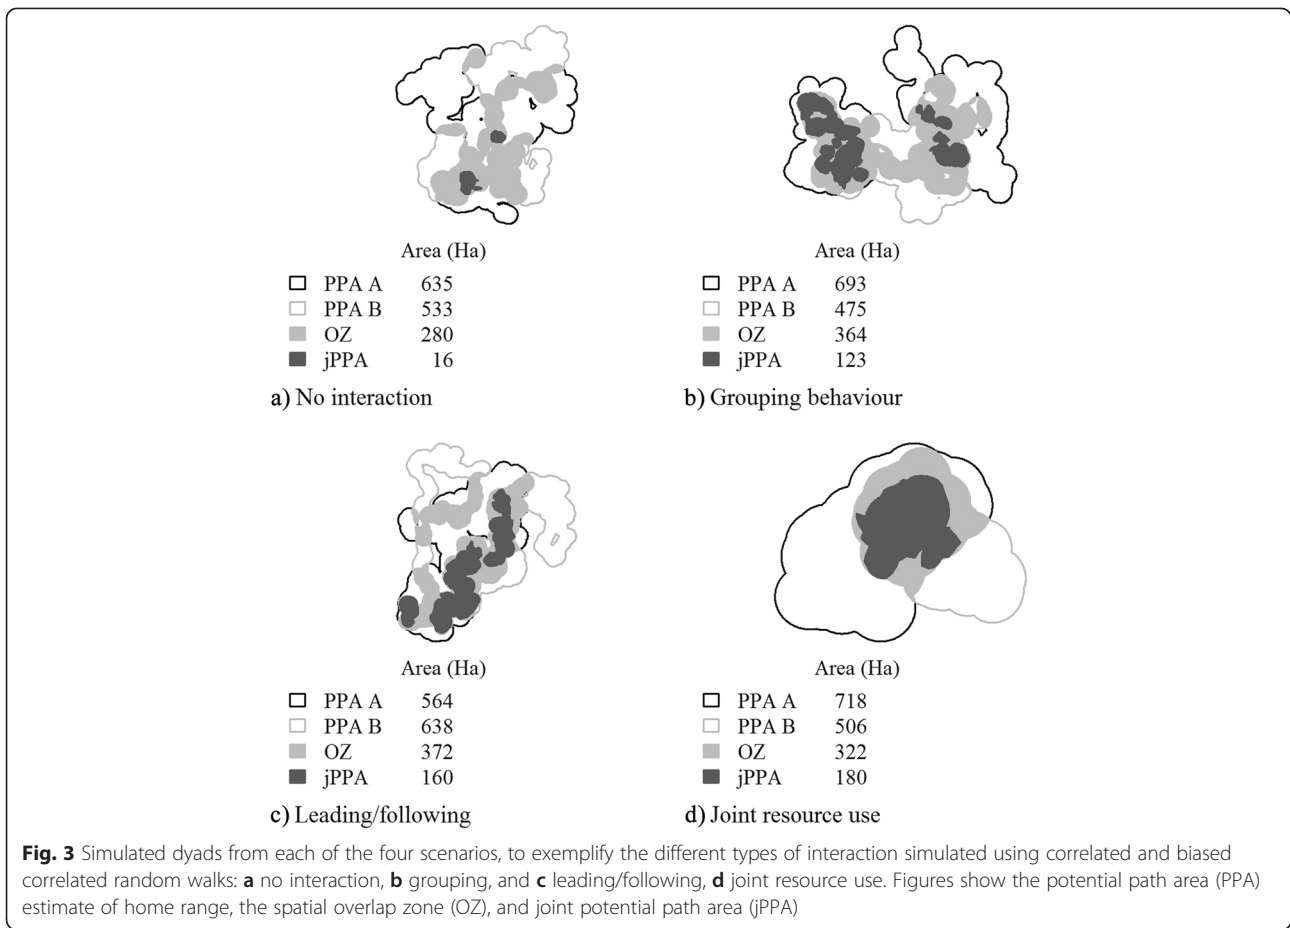 Area (Ha)
PPA A 635
PPA B 533
OZ 280
jPPA 16
a) No interaction
Area (Ha)
PPA A 693
PPA B 475
OZ 364
jPPA 123
b) Grouping behaviour
Area (Ha)
PPA A 564
PPA B 638
OZ 372
jPPA 160
c) Leading/following
Area (Ha)
PPA A 718
PPA B 506
OZ 322
jPPA 180
d) Joint resource use
Fig. 3 Simulated dyads from each of the four scenarios, to exemplify the different types of interaction simulated using correlated and biased
correlated random walks: a no interaction, b grouping, and c leading/following, d joint resource use. Figures show the potential path area (PPA)
estimate of home range, the spatial overlap zone (OZ), and joint potential path area (jPPA)